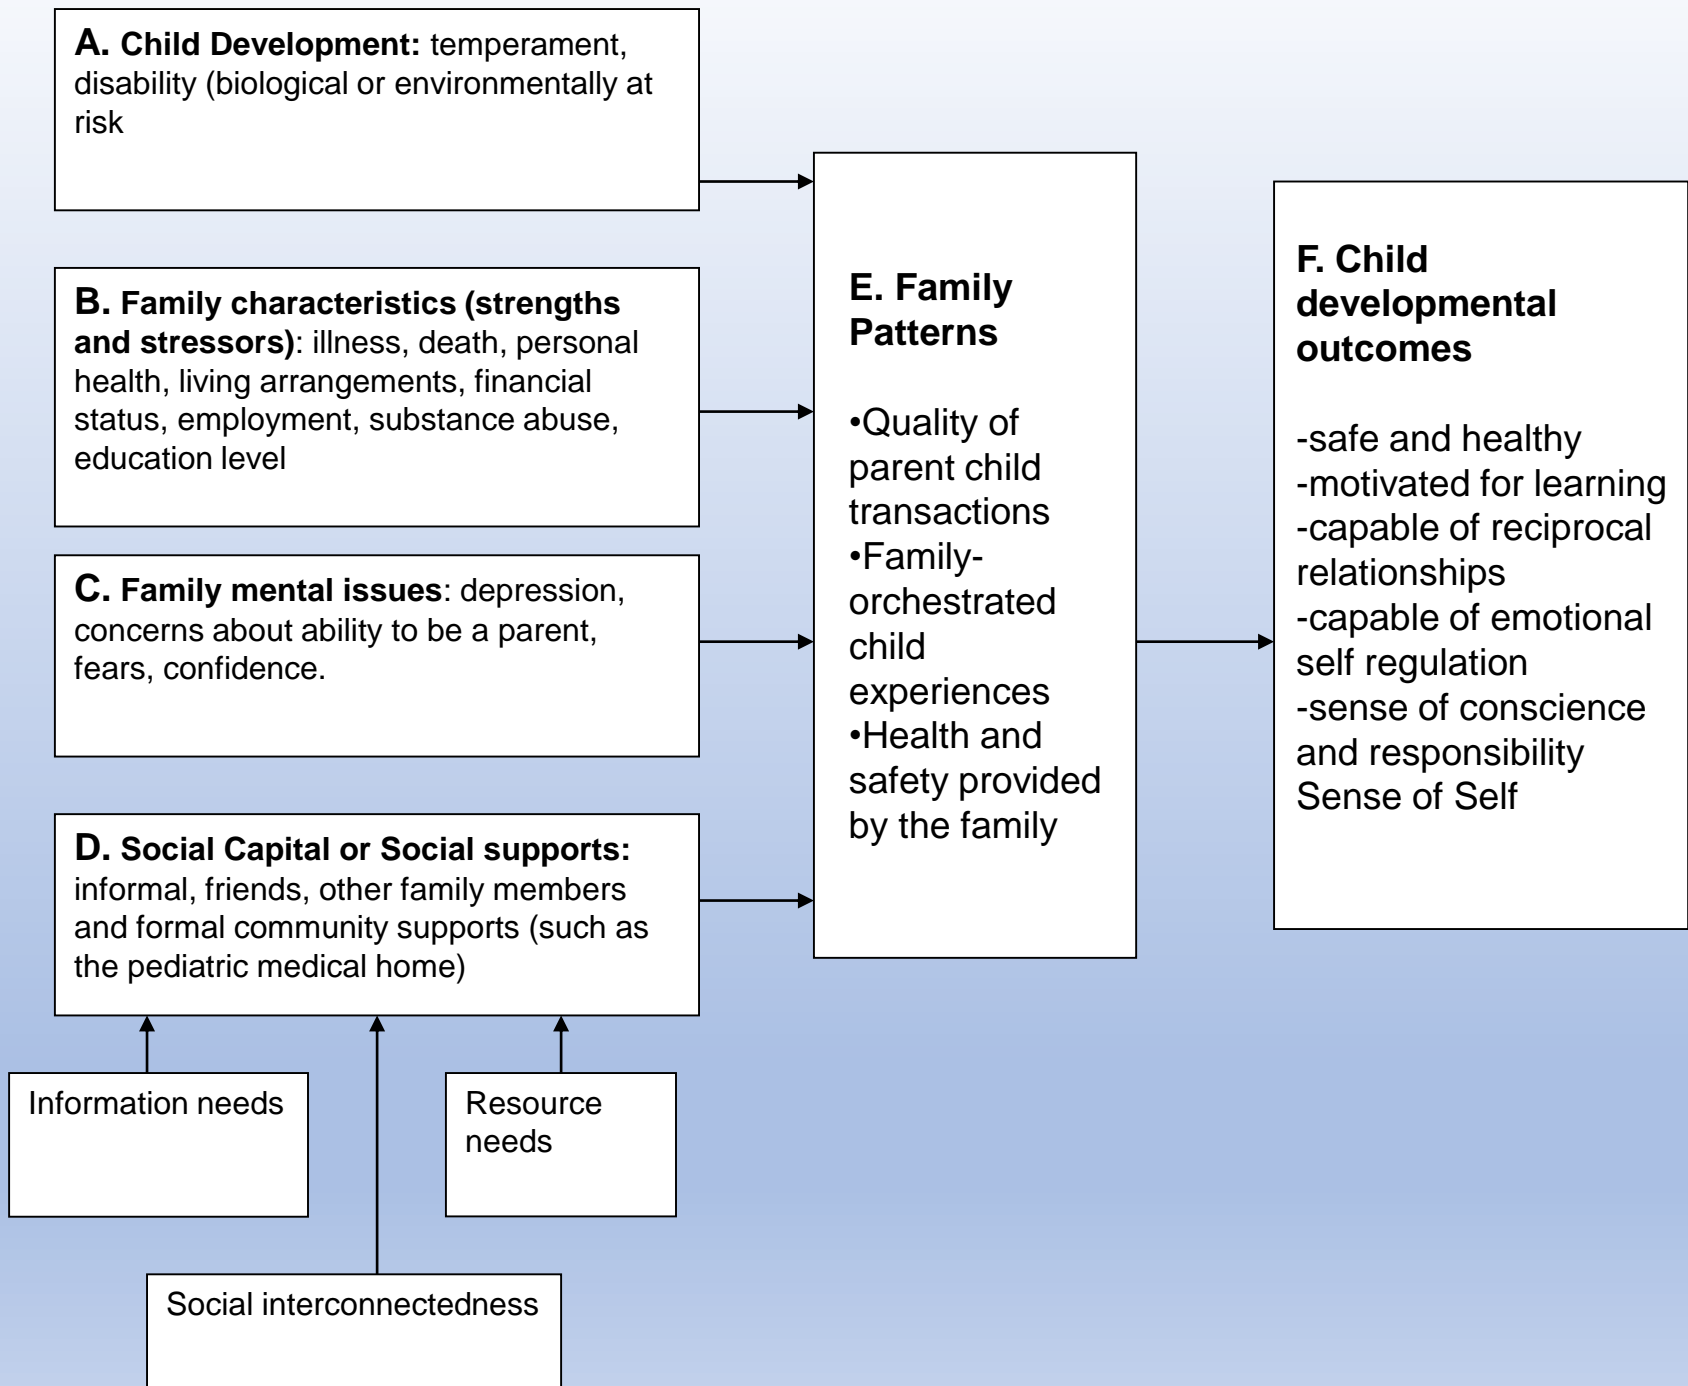 A. Child Development: temperament,
disability (biological or environmentally at
risk
B. Family characteristics (strengths
and stressors): illness, death, personal
health, living arrangements, financial
status, employment, substance abuse,
education level
C. Family mental issues: depression,
concerns about ability to be a parent,
fears, confidence.
D. Social Capital or Social supports:
informal, friends, other family members
and formal community supports (such as
the pediatric medical home)
Information needs
Resource
needs
Social interconnectedness
E. Family
Patterns
•Quality of
parent child
transactions
•Family-
orchestrated
child
experiences
•Health and
safety provided
by the family
F. Child
developmental
outcomes
-safe and healthy
-motivated for learning
-capable of reciprocal
relationships
-capable of emotional
self regulation
-sense of conscience
and responsibility
Sense of Self